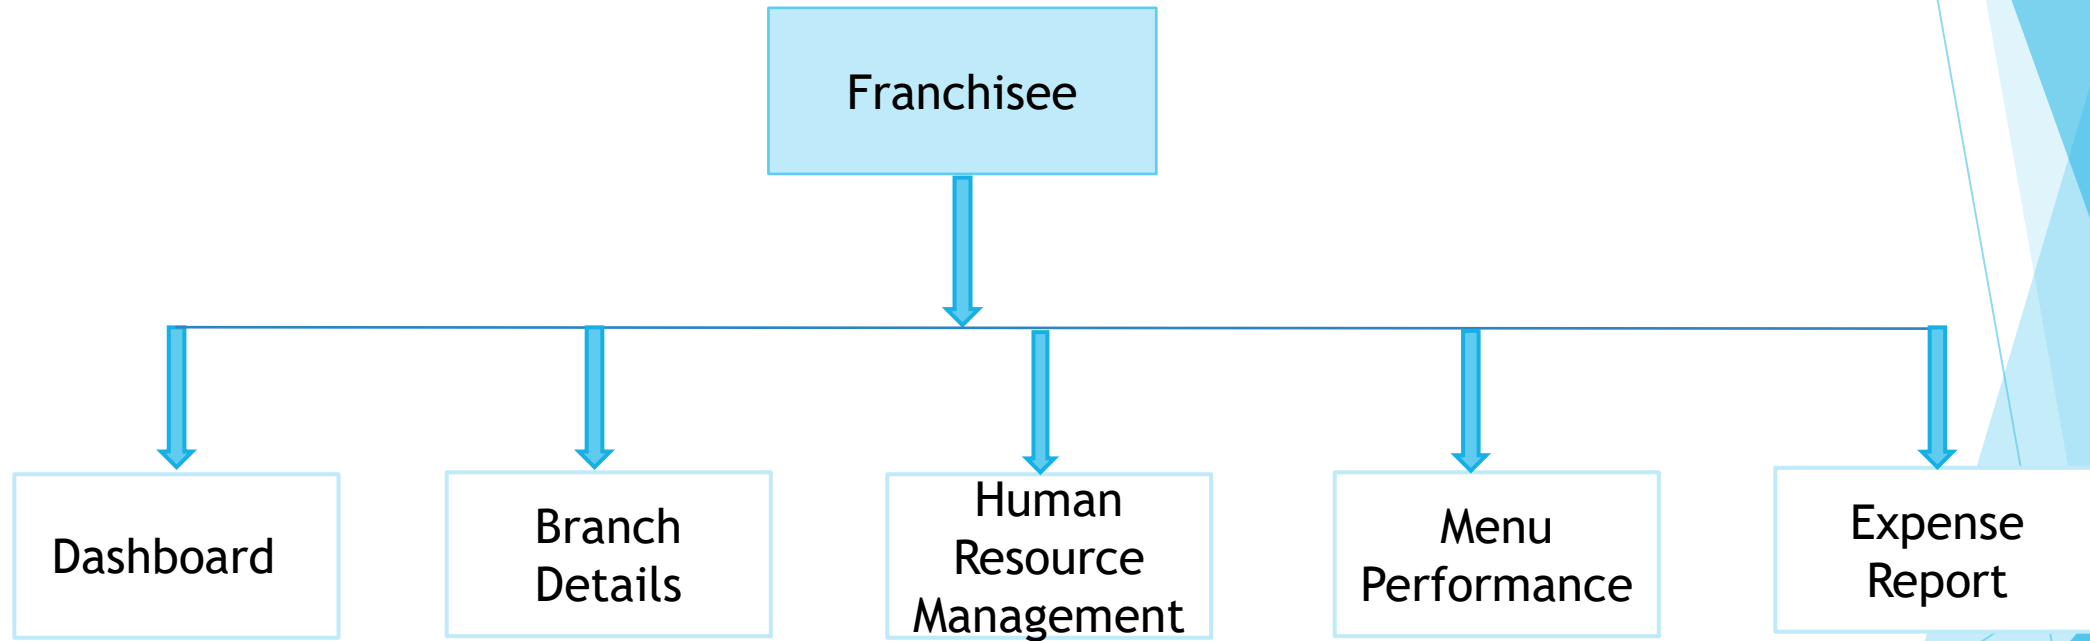 Franchisee
Dashboard
Branch
Details
Human
Resource
Management
Menu
Performance
Expense
Report